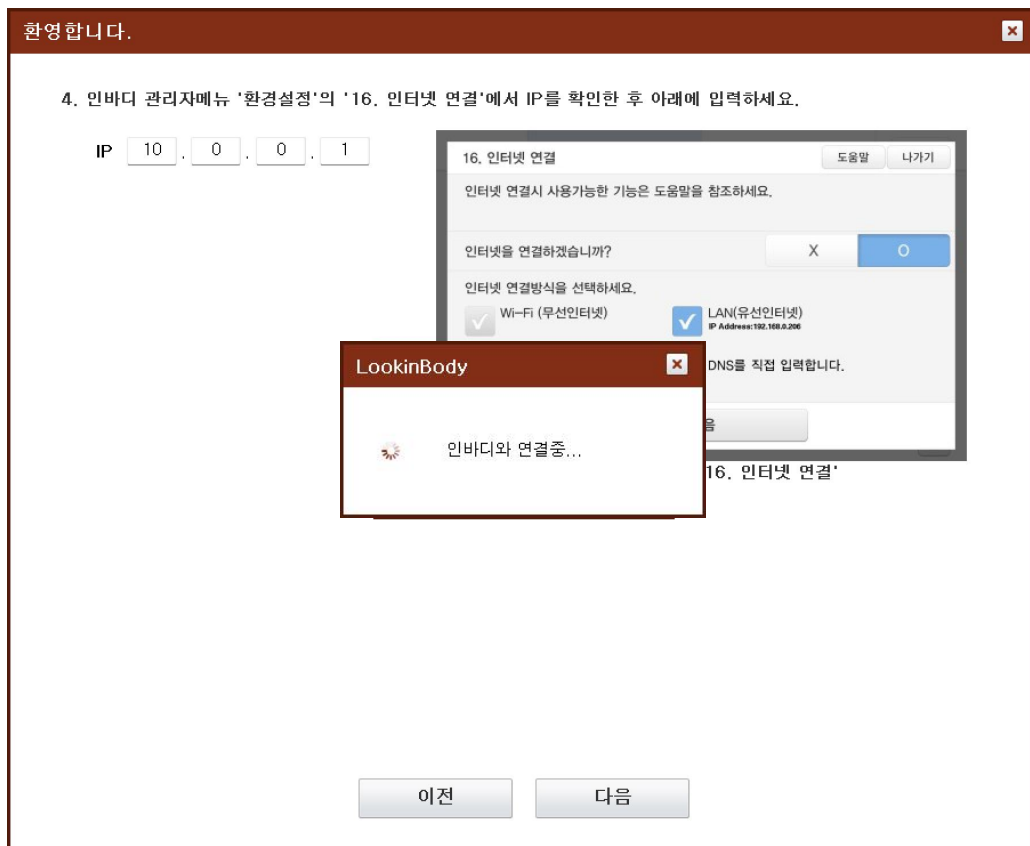 환영합니다.
4. 인바디 관리자메뉴 '환경설정'의 '16. 인터넷 연결'에서 IP를 확인한 후 아래에 입력하세요.
IP 10 . 0 . 0 . 1
16. 인터넷 연결 도움말 나가기
인터넷 연결시 사용가능한 기능은 도움말을 참조하세요.
인터넷을 연결하겠습니까? X O
인터넷 연결방식을 선택하세요.
Wi-Fi (무선인터넷) LAN(유선인터넷)
IP Address:192.168.0.206
DNS를 직접 입력합니다.
LookinBody
인바디와 연결중...
16. 인터넷 연결'
이전 다음